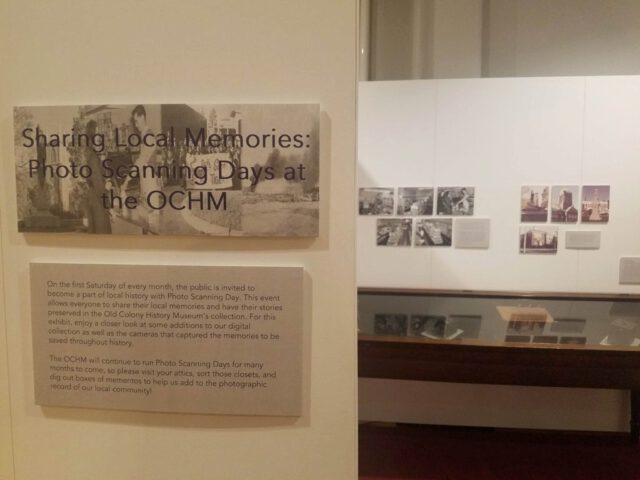 Sharing Local Memories:
Photo Scanning Days at
the OCHM
On the first Saturday of every month, the public is invited to
become a part of local history with Photo Scanning Day. This event
allows everyone to share their local memories and have their stories
preserved in the Old Colony History Museum's collection. For this
exhibit, enjoy a closer look at some additions to our digital
collection as well as the cameras that captured the memories to be
saved throughout history.
The OCHM will continue to run Photo Scanning Days for many
months to come, so please visit your attics, sort those closets, and
dig out boxes of mementos to help us add to the photographic
record of our local community!